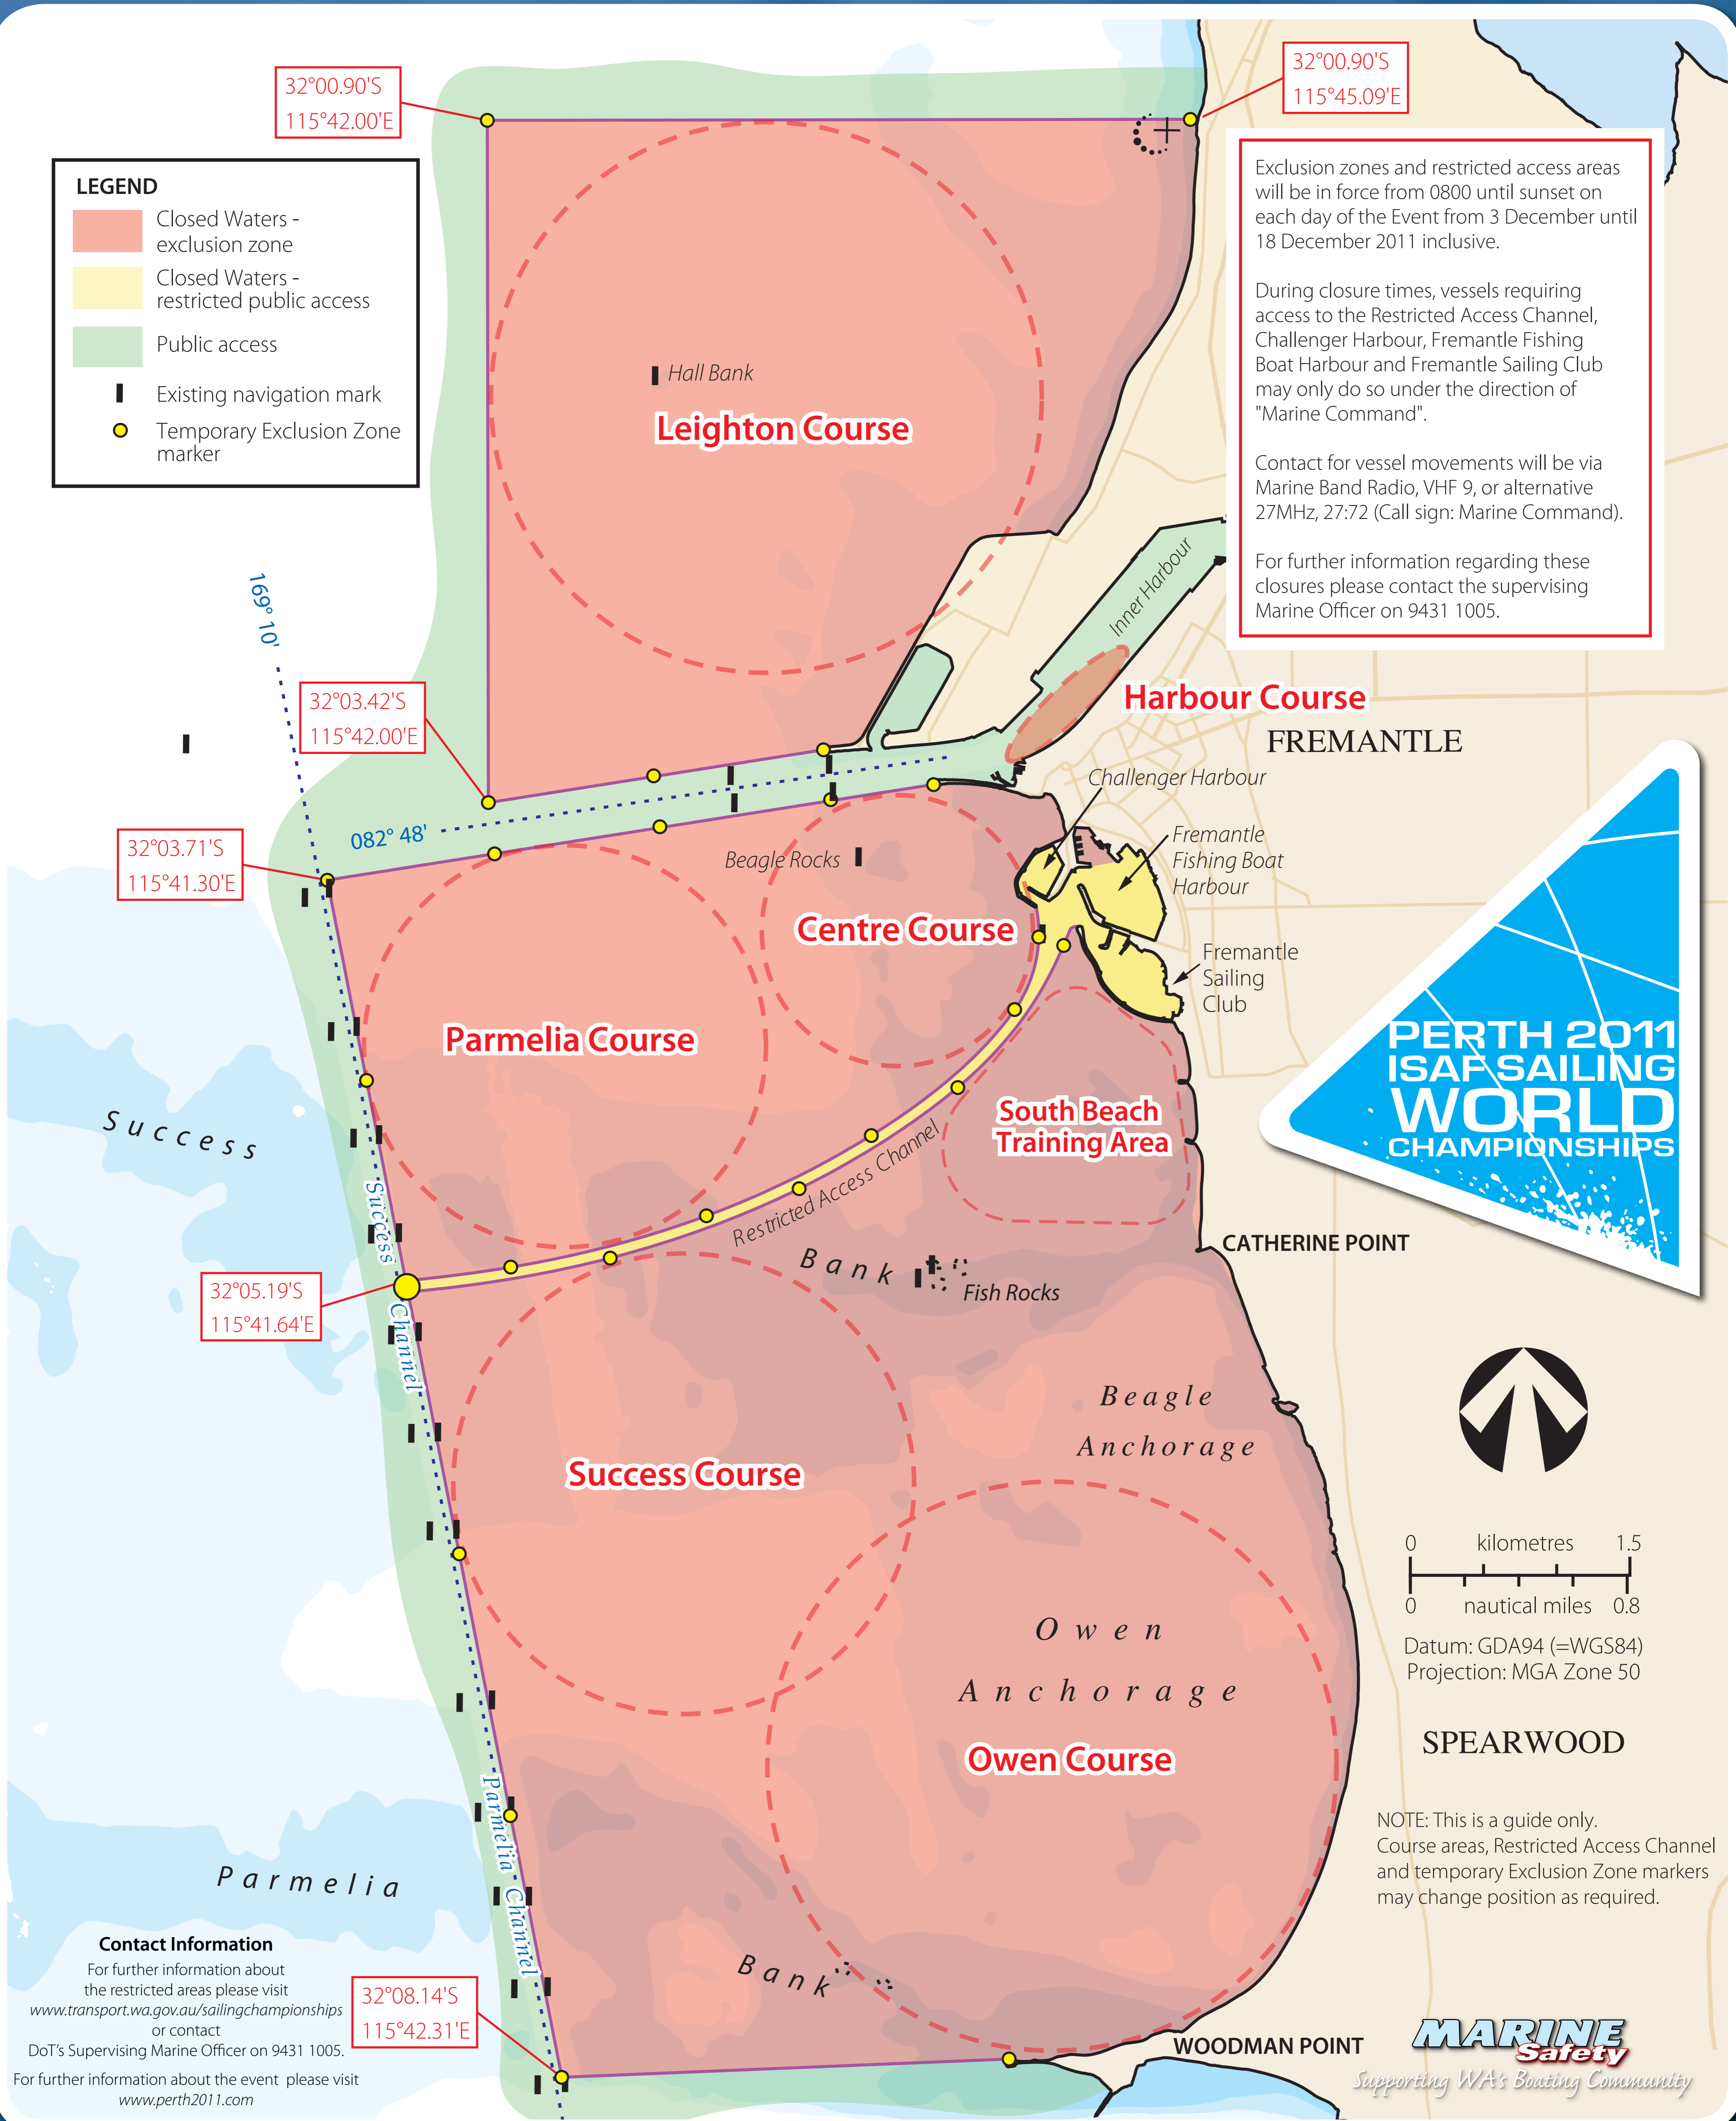 32°00.90'S
115°42.00'E
32°00.90'S
115°45.09'E
LEGEND
Closed Waters -
exclusion zone
Closed Waters -
restricted public access
Public access
Existing navigation mark
Temporary Exclusion Zone
marker
Exclusion zones and restricted access areas
will be in force from 0800 until sunset on
each day of the Event from 3 December until
18 December 2011 inclusive.
During closure times, vessels requiring
access to the Restricted Access Channel,
Challenger Harbour, Fremantle Fishing
Boat Harbour and Fremantle Sailing Club
may only do so under the direction of
"Marine Command".
Contact for vessel movements will be via
Marine Band Radio, VHF 9, or alternative
27MHz, 27:72 (Call sign: Marine Command).
For further information regarding these
closures please contact the supervising
Marine Officer on 9431 1005.
Hall Bank
Leighton Course
Inner Harbour
169° 10'
32°03.42'S
115°42.00'E
Harbour Course
FREMANTLE
Challenger Harbour
082° 48'
32°03.71'S
115°41.30'E
Beagle Rocks
Fremantle
Fishing Boat
Harbour
Centre Course
Fremantle
Sailing
Club
Parmelia Course
PERTH 2011
ISAF SAILING
WORLD
CHAMPIONSHIPS
Success
South Beach
Training Area
Restricted Access Channel
Success
Channel
CATHERINE POINT
Bank
Fish Rocks
32°05.19'S
115°41.64'E
Beagle
Anchorage
Success Course
0 kilometres 1.5
0 nautical miles 0.8
Datum: GDA94 (=WGS84)
Projection: MGA Zone 50
Owen
Anchorage
Owen Course
SPEARWOOD
Parmelia
Channel
NOTE: This is a guide only.
Course areas, Restricted Access Channel
and temporary Exclusion Zone markers
may change position as required.
Parmelia
Bank
Contact Information
For further information about
the restricted areas please visit
www.transport.wa.gov.au/sailingchampionships
or contact
DoT's Supervising Marine Officer on 9431 1005.
For further information about the event please visit
www.perth2011.com
32°08.14'S
115°42.31'E
WOODMAN POINT
MARINE
Safety
Supporting WA's Boating Community